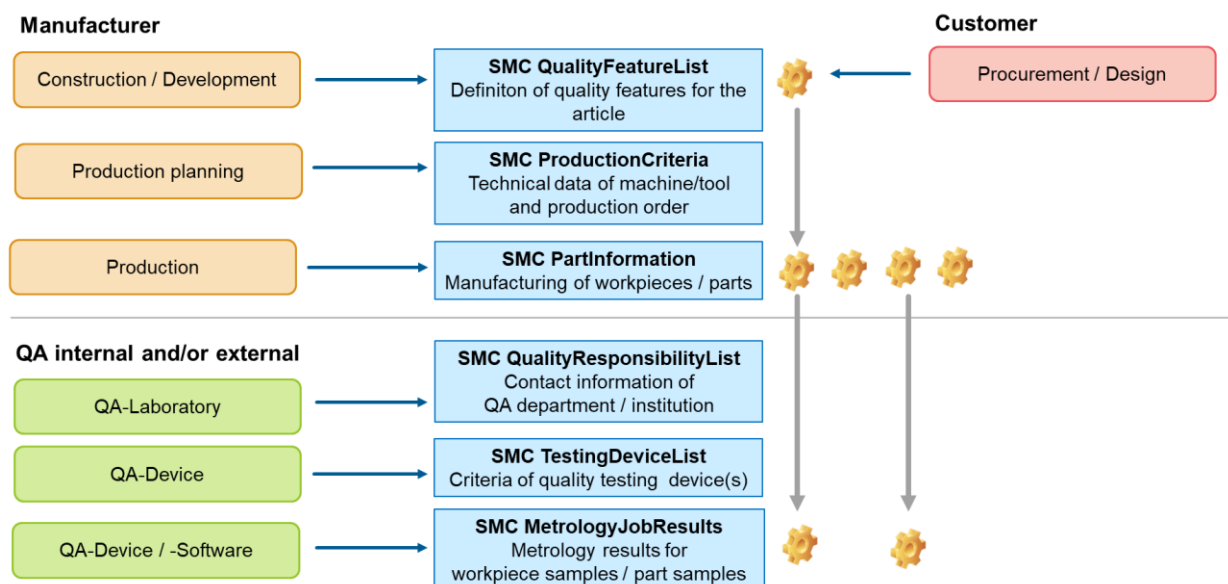 Manufacturer
Customer
Construction / Development
SMC QualityFeatureList
Definiton of quality features for the
article
Procurement / Design
Production planning
SMC ProductionCriteria
Technical data of machine/tool
and production order
Production
SMC PartInformation
Manufacturing of workpieces / parts
QA internal and/or external
QA-Laboratory
SMC QualityResponsibilityList
Contact information of
QA department / institution
QA-Device
SMC TestingDeviceList
Criteria of quality testing device(s)
QA-Device / -Software
SMC MetrologyJobResults
Metrology results for
workpiece samples / part samples